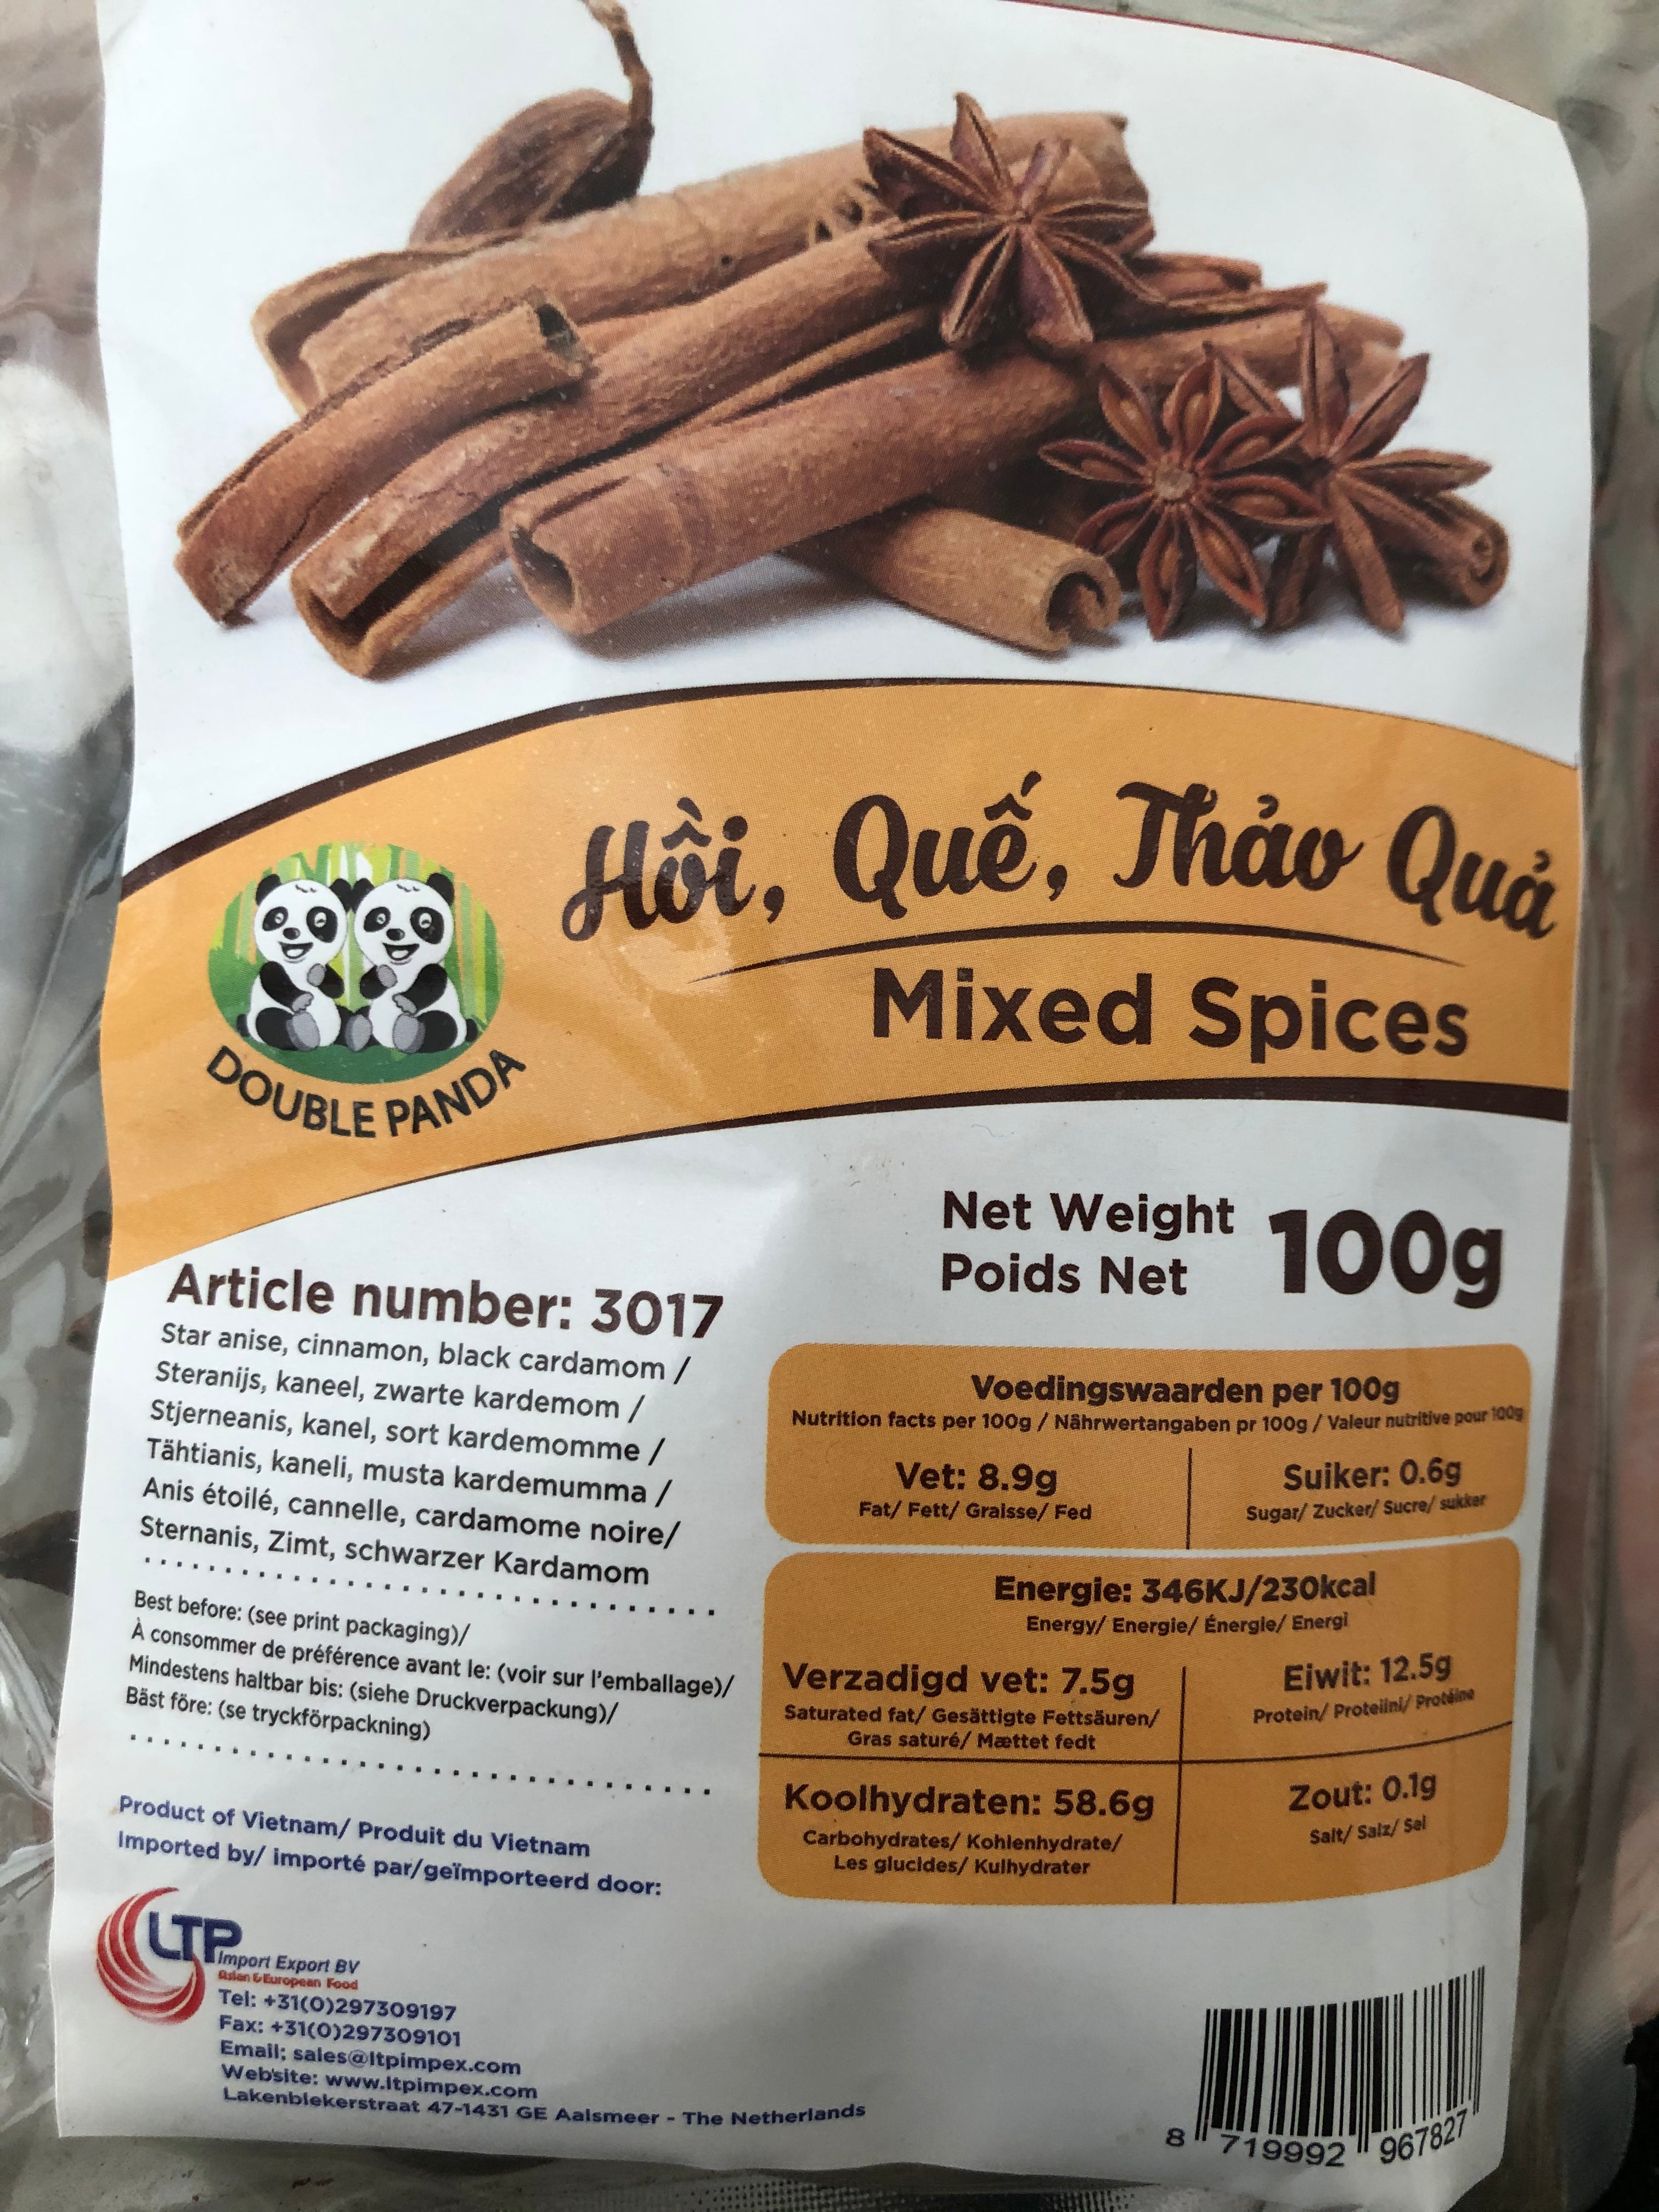 Hồi, Quế, Thảo Quả
Mixed Spices
DOUBLE PANDA
Net Weight
Poids Net
100g
Article number: 3017
Star anise, cinnamon, black cardamom /
Steranijs, kaneel, zwarte kardemom /
Stjerneanis, kanel, sort kardemomme /
Tähtianis, kaneli, musta kardemumma /
Anis étoilé, cannelle, cardamome noire/
Sternanis, Zimt, schwarzer Kardamom
Best before: (see print packaging)/
À consommer de préférence avant le: (voir sur l'emballage)/
Mindestens haltbar bis: (siehe Druckverpackung)/
Bäst före: (se tryckförpackning)
Product of Vietnam/ Produit du Vietnam
Imported by/ importé par/geïmporteerd door:
LTP
Import Export BV
Asian & European Food
Tel: +31(0)297309197
Fax: +31(0)297309101
Email; sales@ltpimpex.com
Website: www.ltpimpex.com
Lakenblekerstraat 47-1431 GE Aalsmeer - The Netherlands
Voedingswaarden per 100g
Nutrition facts per 100g / Nährwertangaben pr 100g / Valeur nutritive pour 100g
Vet: 8.9g
Fat/ Fett/ Graisse/ Fed
Suiker: 0.6g
Sugar/ Zucker/ Sucre/ sukker
Energie: 346KJ/230kcal
Energy/ Energie/ Énergie/ Energi
Verzadigd vet: 7.5g
Saturated fat/ Gesättigte Fettsäuren/
Gras saturé/ Mættet fedt
Eiwit: 12.5g
Protein/ Proteiini/ Protéine
Koolhydraten: 58.6g
Carbohydrates/ Kohlenhydrate/
Les glucides/ Kulhydrater
Zout: 0.1g
Salt/ Salz/ Sel
8 719992 967827